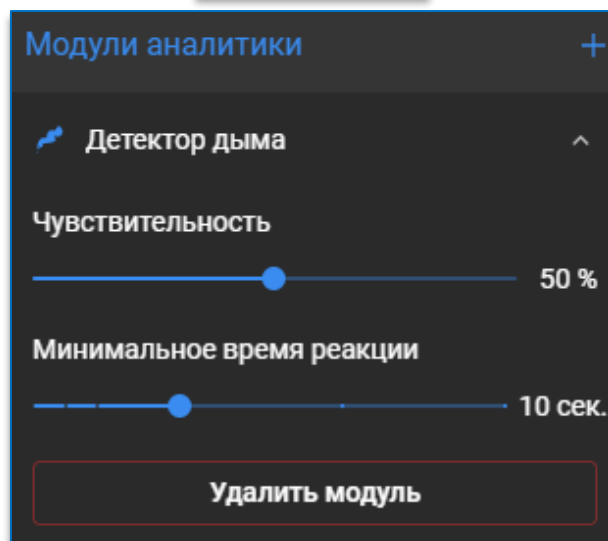 Модули аналитики
Детектор дыма
Чувствительность
50 %
Минимальное время реакции
10 сек.
Удалить модуль